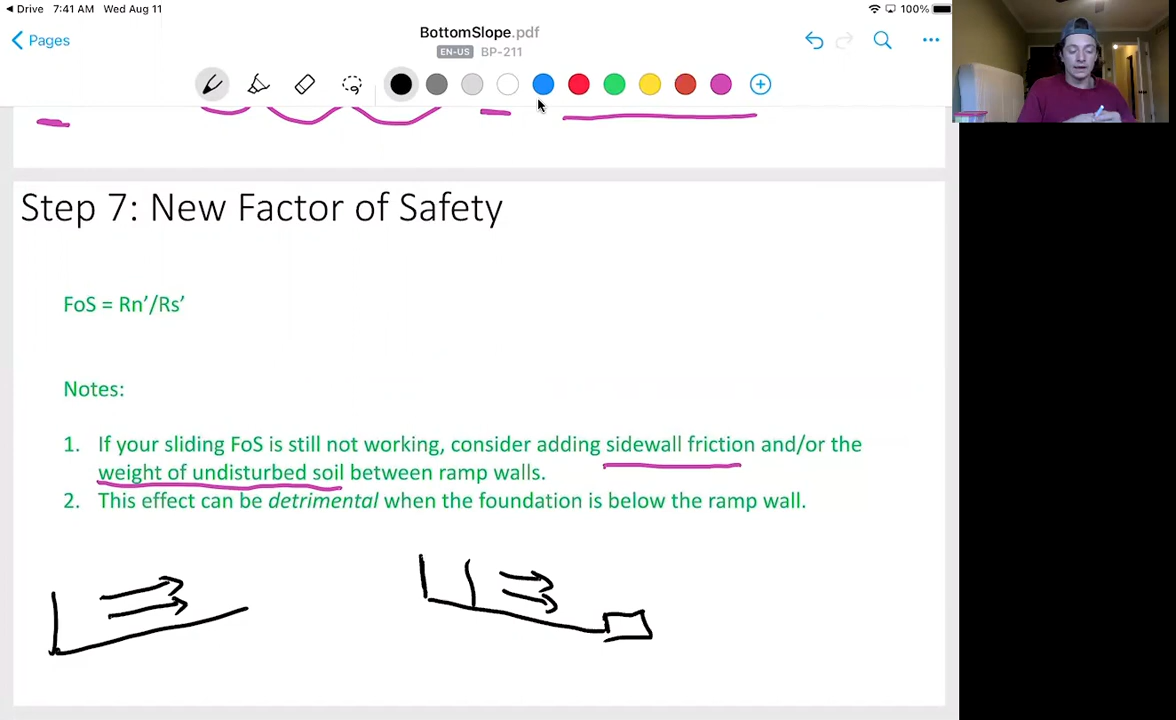 Drive 7:41 AM Wed Aug 11 100%
Pages
BottomSlope.pdf
EN-US BP-211
Step 7: New Factor of Safety
FoS = Rn’/Rs’
Notes:
1. If your sliding FoS is still not working, consider adding sidewall friction and/or the
weight of undisturbed soil between ramp walls.
2. This effect can be detrimental when the foundation is below the ramp wall.